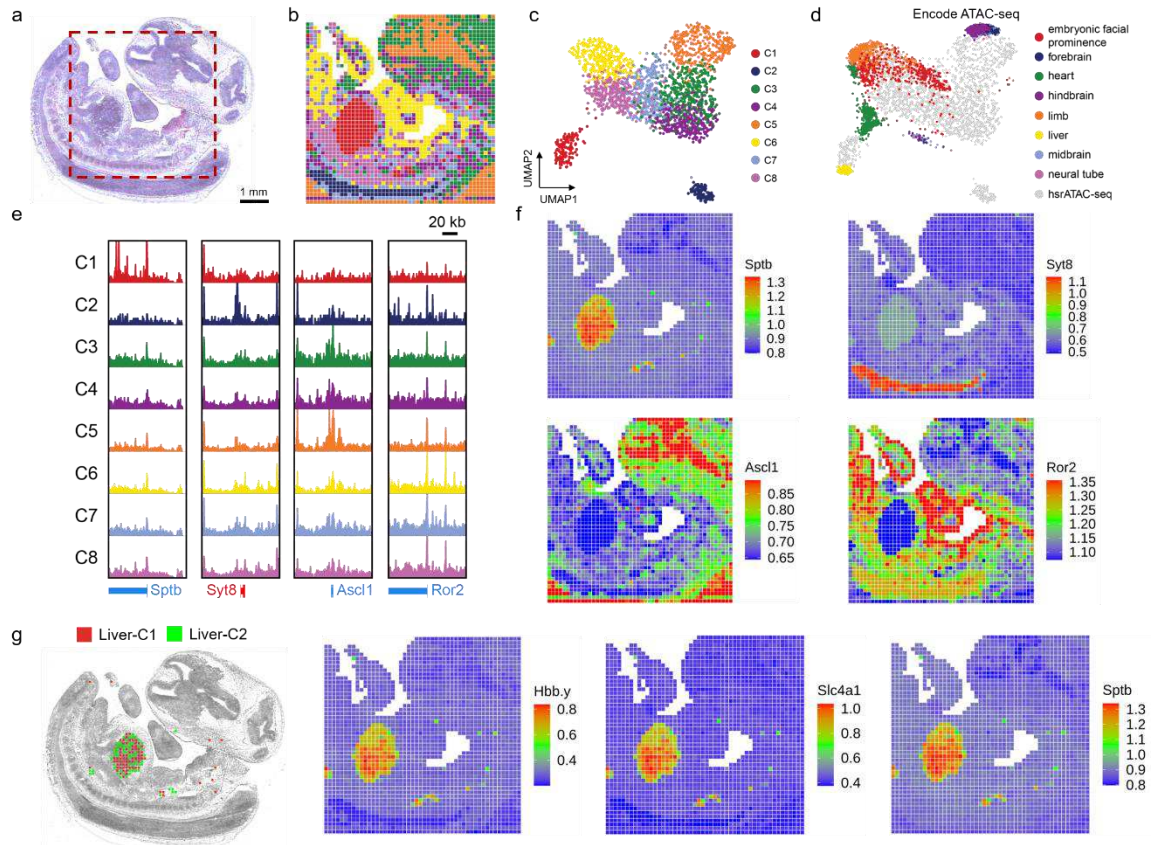 a
1 mm
b
c
UMAP2
UMAP1
C1
C2
C3
C4
C5
C6
C7
C8
d
Encode ATAC-seq
embryonic facial
prominence
forebrain
heart
hindbrain
limb
liver
midbrain
neural tube
hsrATAC-seq
e
20 kb
C1
C2
C3
C4
C5
C6
C7
C8
Sptb
Syt8
Ascl1
Ror2
f
Sptb
1.3
1.2
1.1
1.0
0.9
0.8
Syt8
1.1
1.0
0.9
0.8
0.7
0.6
0.5
Ascl1
0.85
0.80
0.75
0.70
0.65
Ror2
1.35
1.30
1.25
1.20
1.15
1.10
g
Liver-C1
Liver-C2
Hbb.y
0.8
0.6
0.4
Slc4a1
1.0
0.8
0.6
0.4
Sptb
1.3
1.2
1.1
1.0
0.9
0.8